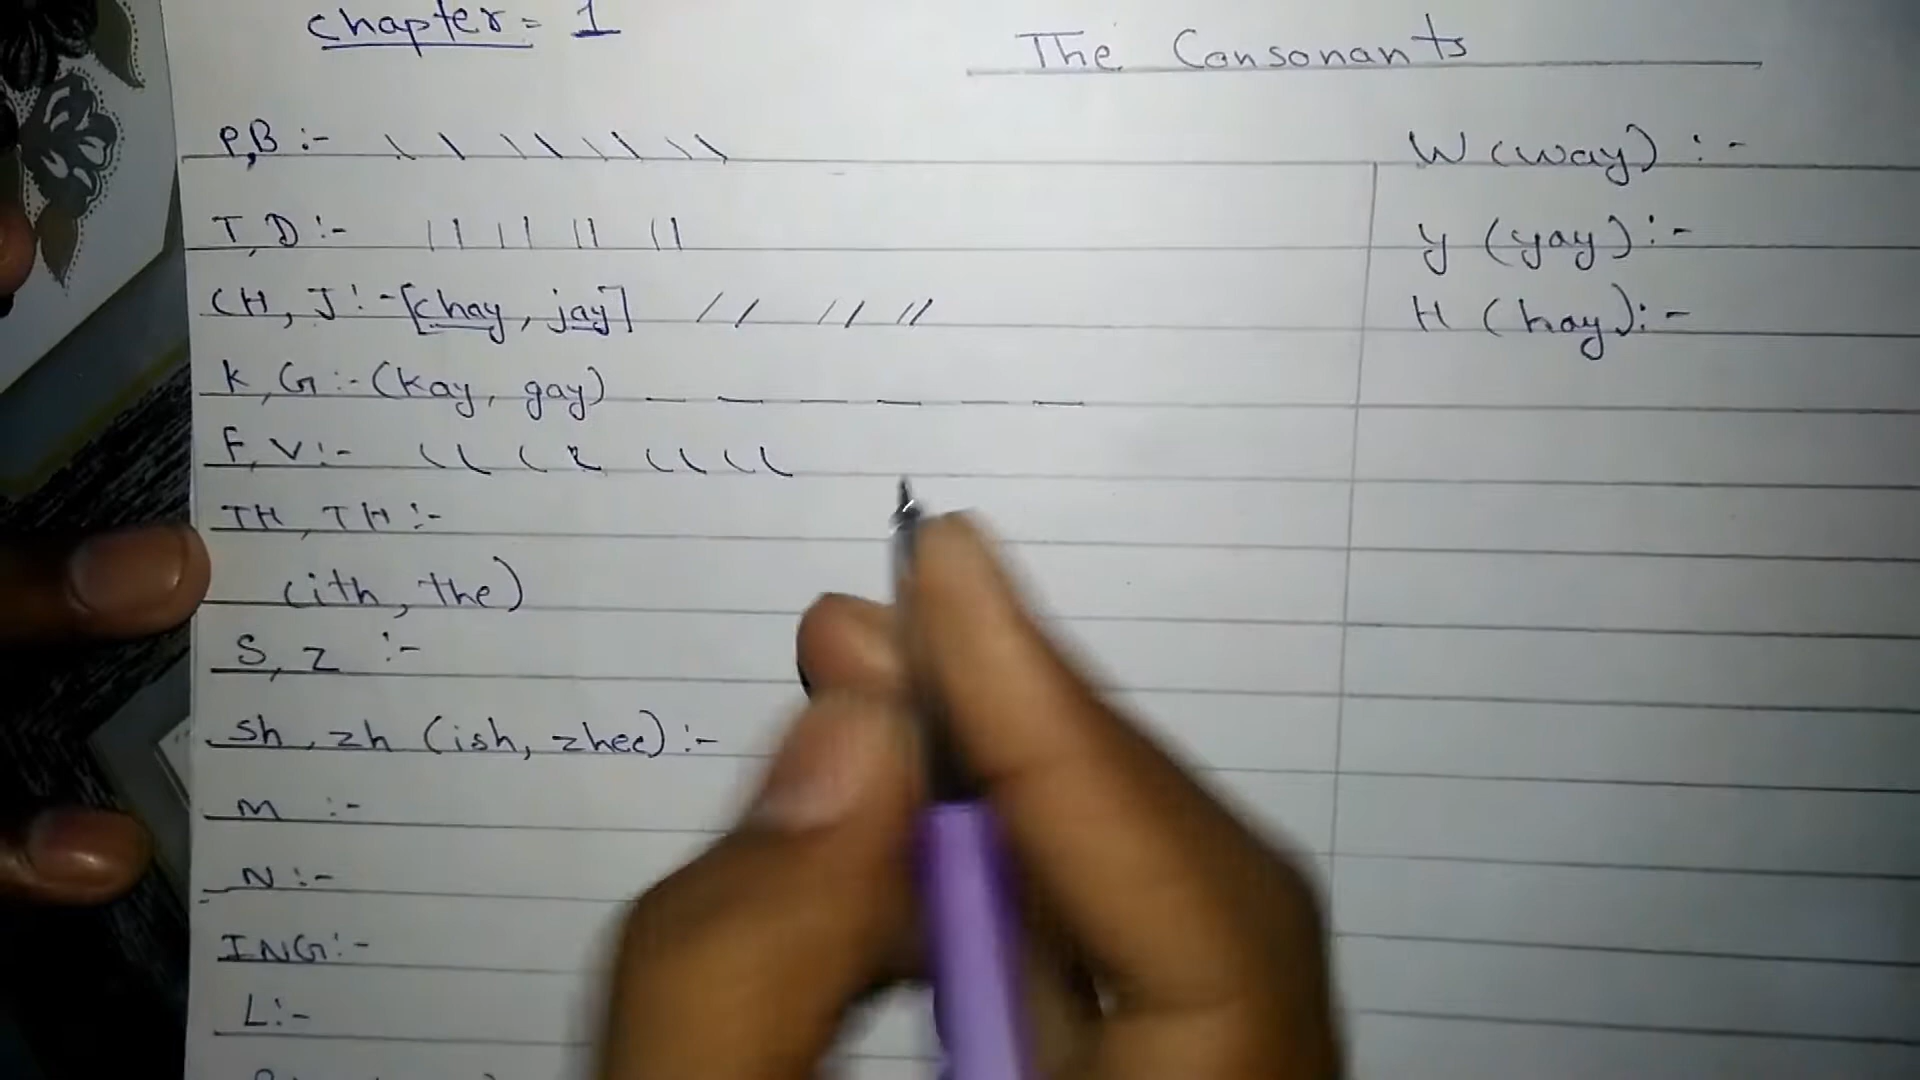 Chapter = 1
The Consonants
P,B :-
T, D :-
CH, J :- [chay, jay]
K, G :- (Kay, gay)
F, V :-
TH, TH :-
(ith, the)
S, z :-
sh, zh (ish, zhee) :-
M :-
N :-
ING :-
L :-
W (way) : -
y (yay) : -
H (hay) : -